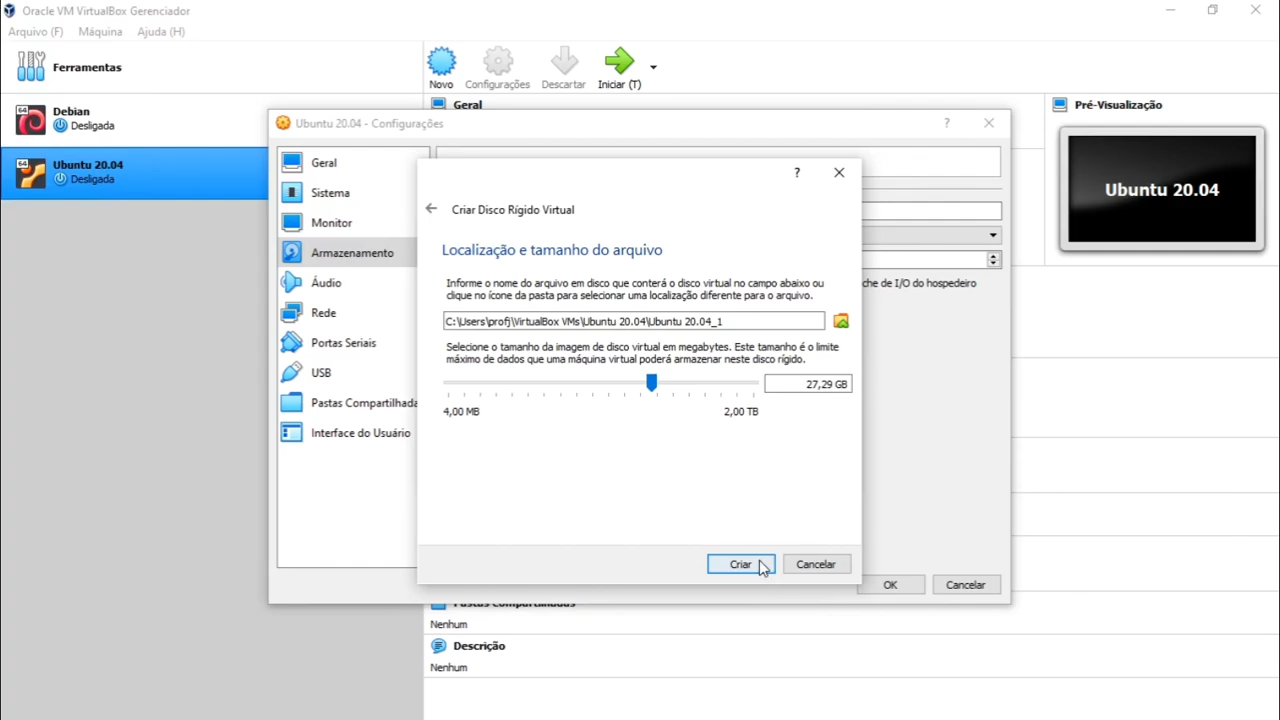 Oracle VM VirtualBox Gerenciador
Arquivo (F) Máquina Ajuda (H)
Ferramentas
Novo Configurações Descartar Iniciar (T)
Debian
Desligada
Ubuntu 20.04
Desligada
Geral
Pré-Visualização
Ubuntu 20.04
Ubuntu 20.04 - Configurações
?
Geral
Sistema
Monitor
Armazenamento
Áudio
Rede
Portas Seriais
USB
Pastas Compartilhada
Interface do Usuário
che de I/O do hospedeiro
OK Cancelar
?
Criar Disco Rígido Virtual
Localização e tamanho do arquivo
Informe o nome do arquivo em disco que conterá o disco virtual no campo abaixo ou
clique no ícone da pasta para selecionar uma localização diferente para o arquivo.
C:\Users\profj\VirtualBox VMs\Ubuntu 20.04\Ubuntu 20.04_1
Selecione o tamanho da imagem de disco virtual em megabytes. Este tamanho é o limite
máximo de dados que uma máquina virtual poderá armazenar neste disco rígido.
27,29 GB
4,00 MB 2,00 TB
Criar Cancelar
Pastas Compartilhadas
Nenhum
Descrição
Nenhum